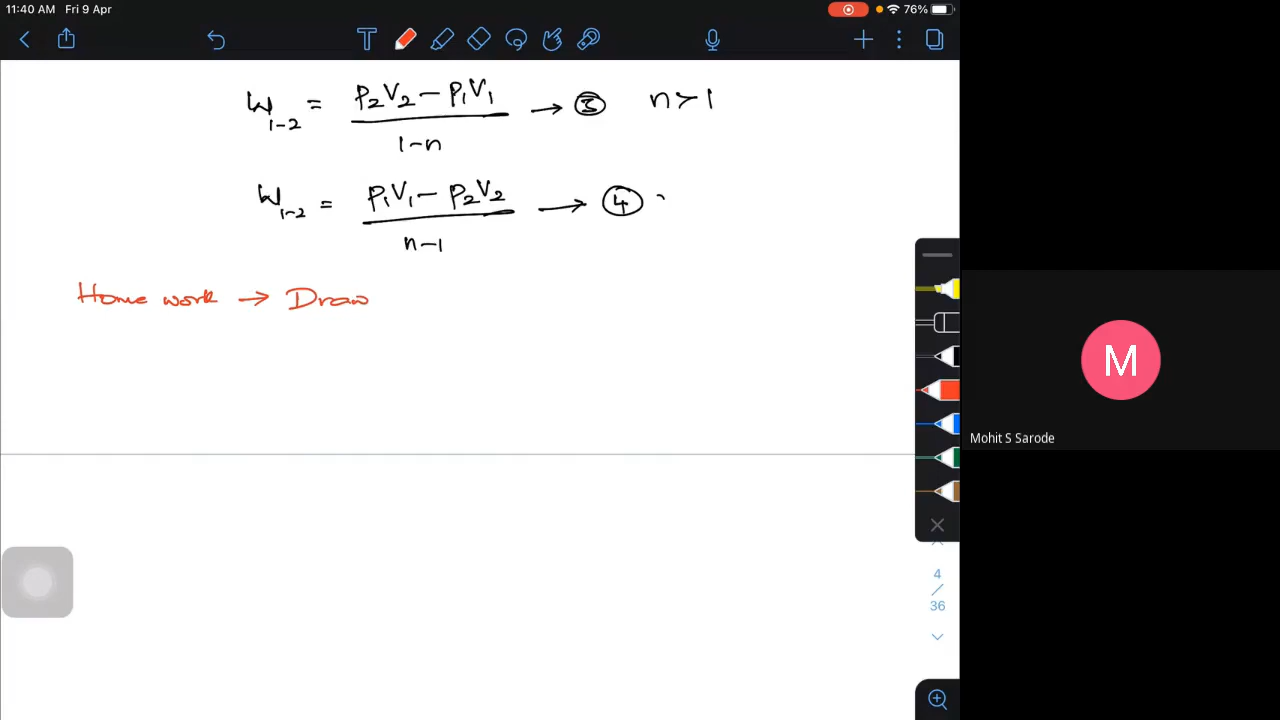 11:40 AM Fri 9 Apr 76%
W1-2 = p2V2 - p1V1 / 1-n → ③ n > 1
W1-2 = p1V1 - p2V2 / n-1 → ④
Home work → Draw
M
Mohit S Sarode
4
/
36